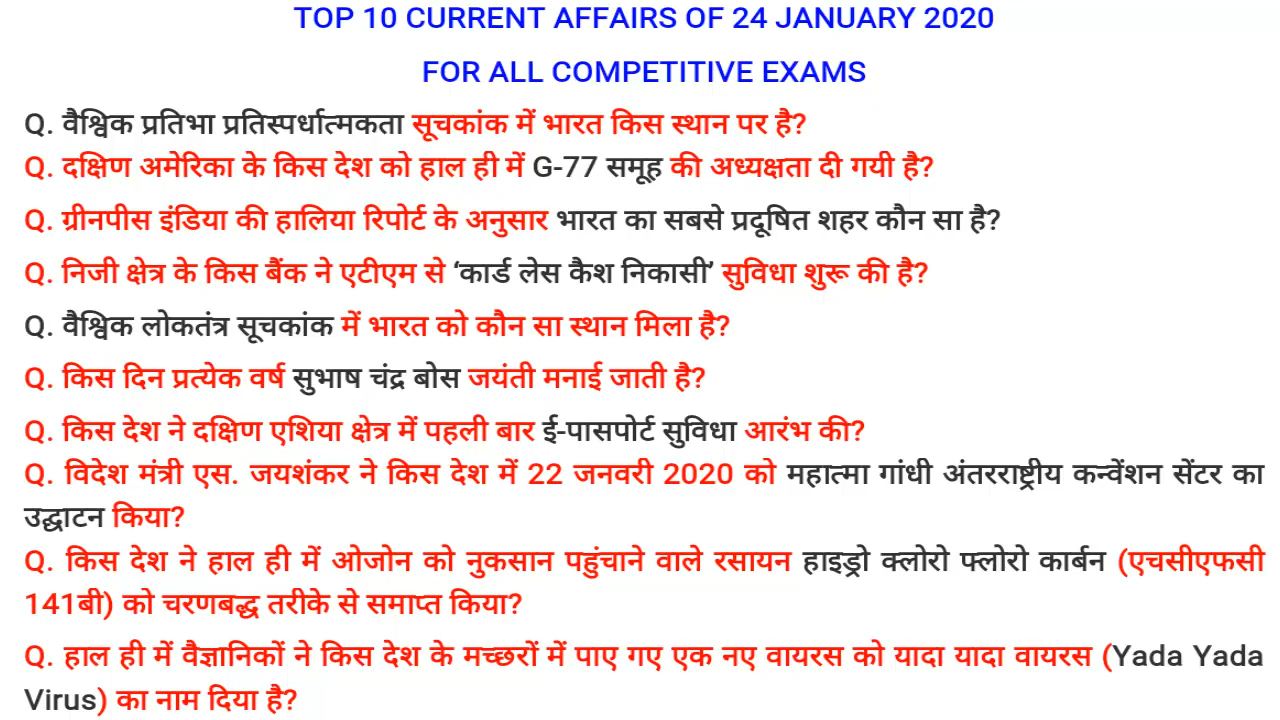 TOP 10 CURRENT AFFAIRS OF 24 JANUARY 2020
FOR ALL COMPETITIVE EXAMS
Q. वैश्विक प्रतिभा प्रतिस्पर्धात्मकता सूचकांक में भारत किस स्थान पर है?
Q. दक्षिण अमेरिका के किस देश को हाल ही में G-77 समूह की अध्यक्षता दी गयी है?
Q. ग्रीनपीस इंडिया की हालिया रिपोर्ट के अनुसार भारत का सबसे प्रदूषित शहर कौन सा है?
Q. निजी क्षेत्र के किस बैंक ने एटीएम से ‘कार्ड लेस कैश निकासी’ सुविधा शुरू की है?
Q. वैश्विक लोकतंत्र सूचकांक में भारत को कौन सा स्थान मिला है?
Q. किस दिन प्रत्येक वर्ष सुभाष चंद्र बोस जयंती मनाई जाती है?
Q. किस देश ने दक्षिण एशिया क्षेत्र में पहली बार ई-पासपोर्ट सुविधा आरंभ की?
Q. विदेश मंत्री एस. जयशंकर ने किस देश में 22 जनवरी 2020 को महात्मा गांधी अंतरराष्ट्रीय कन्वेंशन सेंटर का
उद्घाटन किया?
Q. किस देश ने हाल ही में ओजोन को नुकसान पहुंचाने वाले रसायन हाइड्रो क्लोरो फ्लोरो कार्बन (एचसीएफसी
141बी) को चरणबद्ध तरीके से समाप्त किया?
Q. हाल ही में वैज्ञानिकों ने किस देश के मच्छरों में पाए गए एक नए वायरस को यादा यादा वायरस (Yada Yada
Virus) का नाम दिया है?